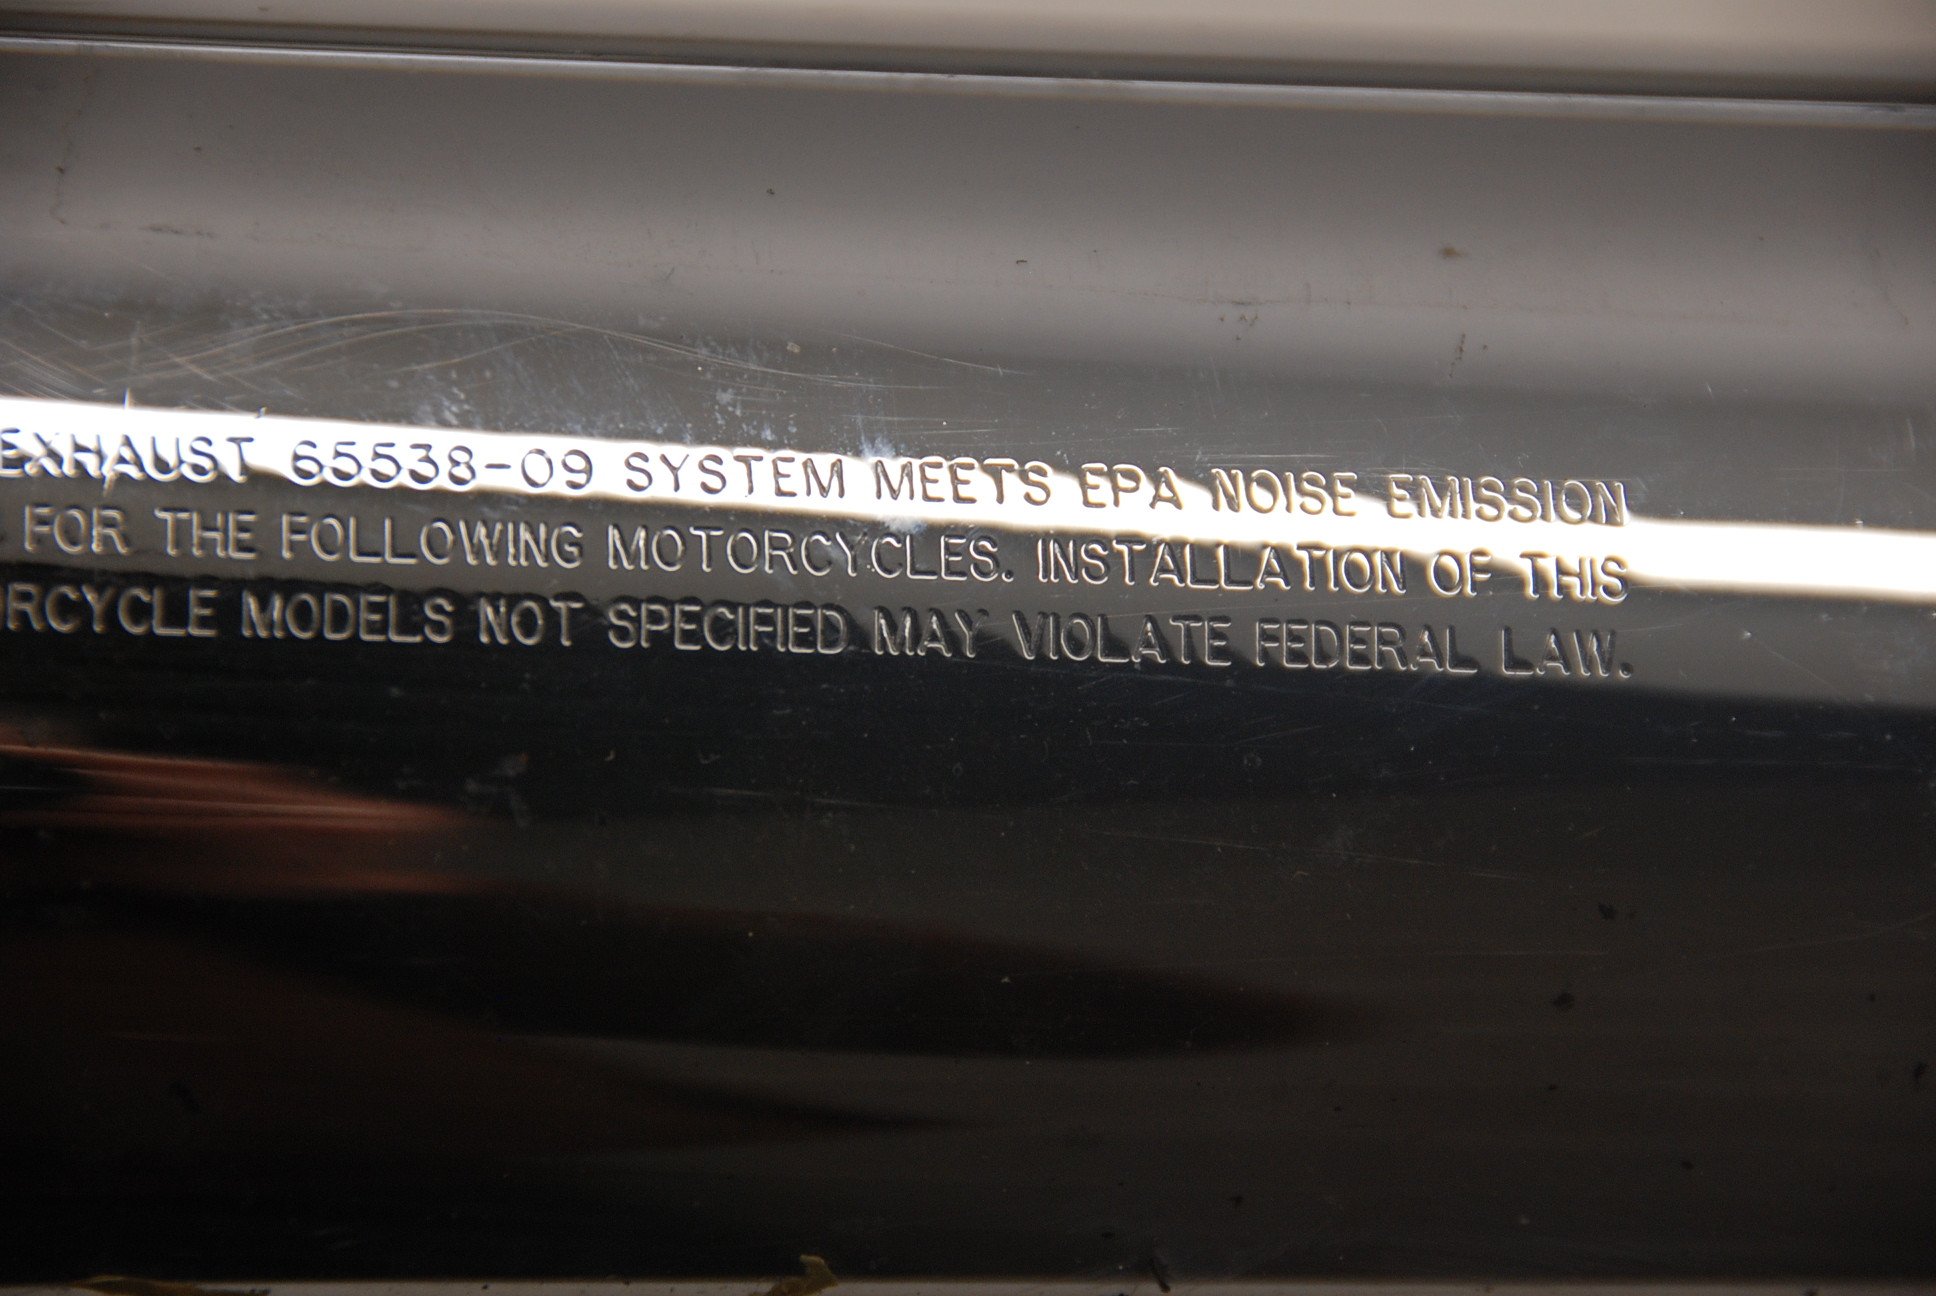 EXHAUST 65538-09 SYSTEM MEETS EPA NOISE EMISSION
FOR THE FOLLOWING MOTORCYCLES. INSTALLATION OF THIS
RCYCLE MODELS NOT SPECIFIED MAY VIOLATE FEDERAL LAW.